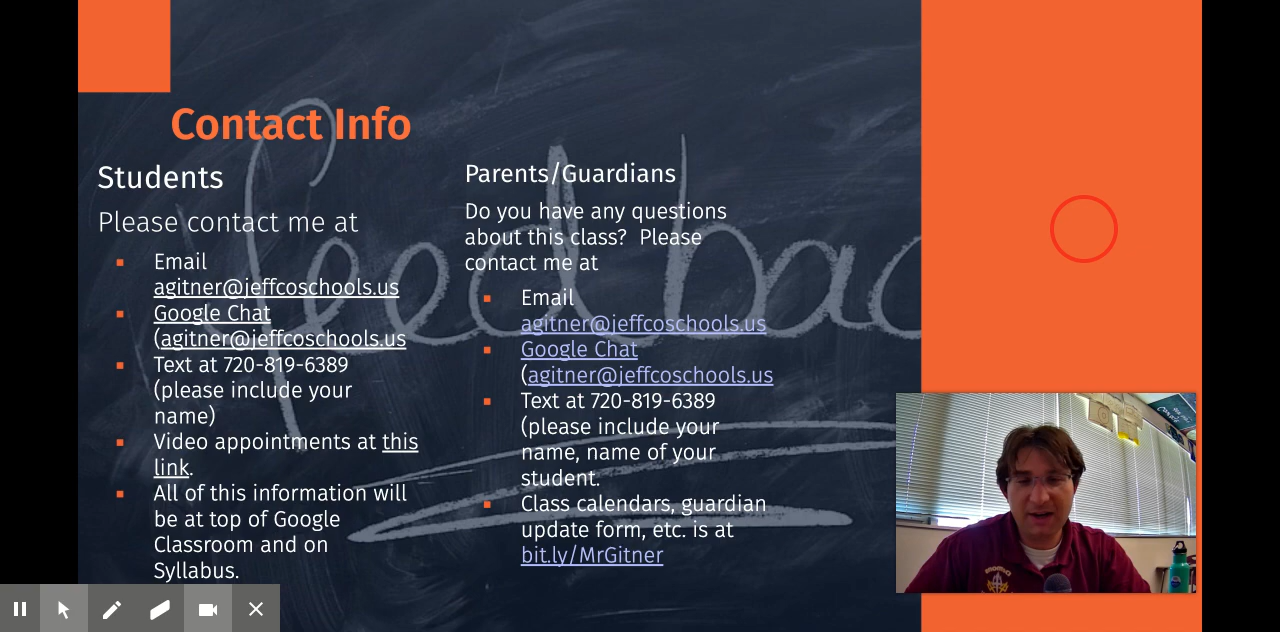 Contact Info
Students
Please contact me at
Email
agitner@jeffcoschools.us
Google Chat
(agitner@jeffcoschools.us
Text at 720-819-6389
(please include your
name)
Video appointments at this
link.
All of this information will
be at top of Google
Classroom and on
Syllabus.
Parents/Guardians
Do you have any questions
about this class?  Please
contact me at
Email
agitner@jeffcoschools.us
Google Chat
(agitner@jeffcoschools.us
Text at 720-819-6389
(please include your
name, name of your
student.
Class calendars, guardian
update form, etc. is at
bit.ly/MrGitner
feedbac